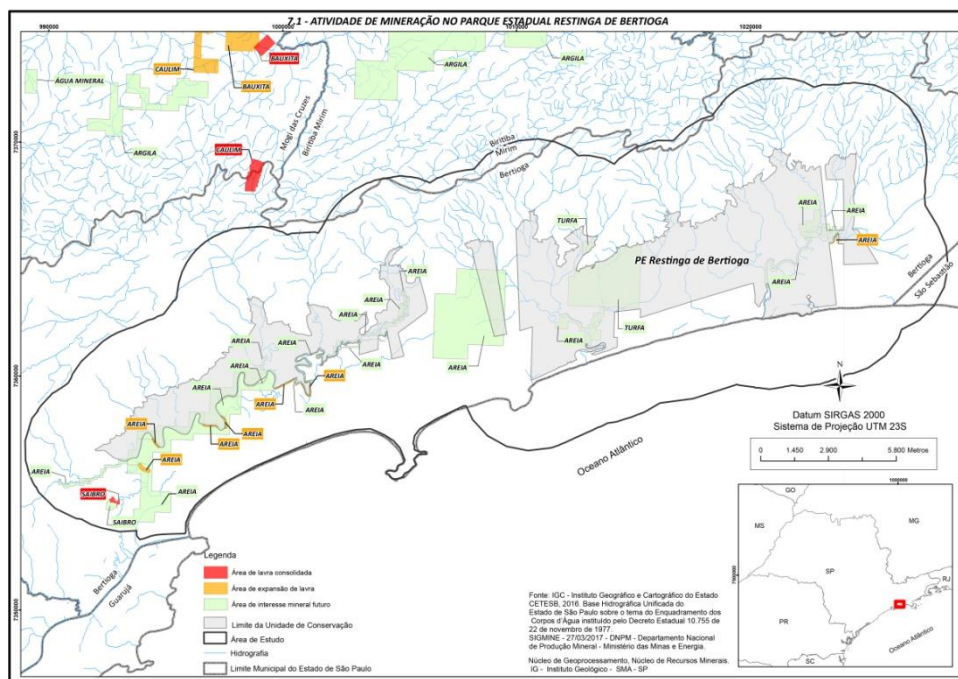 7.1 - ATIVIDADE DE MINERAÇÃO NO PARQUE ESTADUAL RESTINGA DE BERTIOGA
990000
1000000
1010000
1020000
BAUXITA
CAULIM
BAUXITA
ÁGUA MINERAL
ARGILA
ARGILA
ARGILA
Mogi das Cruzes
Biritiba Mirim
7370000
CAULIM
Biritiba
Mirim
Bertioga
TURFA
AREIA
AREIA
AREIA
PE Restinga de Bertioga
Bertioga
São Sebastião
AREIA
AREIA
AREIA
AREIA
AREIA
AREIA
TURFA
AREIA
AREIA
AREIA
AREIA
7360000
AREIA
AREIA
AREIA
AREIA
AREIA
AREIA
AREIA
AREIA
AREIA
AREIA
SAIBRO
SAIBRO
N
Oceano Atlântico
Datum SIRGAS 2000
Sistema de Projeção UTM 23S
0 1.450 2.900 5.800 Metros
Bertioga
Guarujá
7350000
Legenda
Área de lavra consolidada
Área de expansão de lavra
Área de interesse mineral futuro
Limite da Unidade de Conservação
Área de Estudo
Hidrografia
Limite Municipal do Estado de São Paulo
Fonte: IGC - Instituto Geográfico e Cartográfico do Estado
CETESB, 2016. Base Hidrográfica Unificada do
Estado de São Paulo sobre o tema do Enquadramento dos
Corpos d'Água instituído pelo Decreto Estadual 10.755 de
22 de novembro de 1977.
SIGMINE - 27/03/2017 - DNPM - Departamento Nacional
de Produção Mineral - Ministério das Minas e Energia.
Núcleo de Geoprocessamento, Núcleo de Recursos Minerais.
IG - Instituto Geológico - SMA - SP
1000000
GO
MS
MG
SP
RJ
PR
SC
Oceano Atlântico